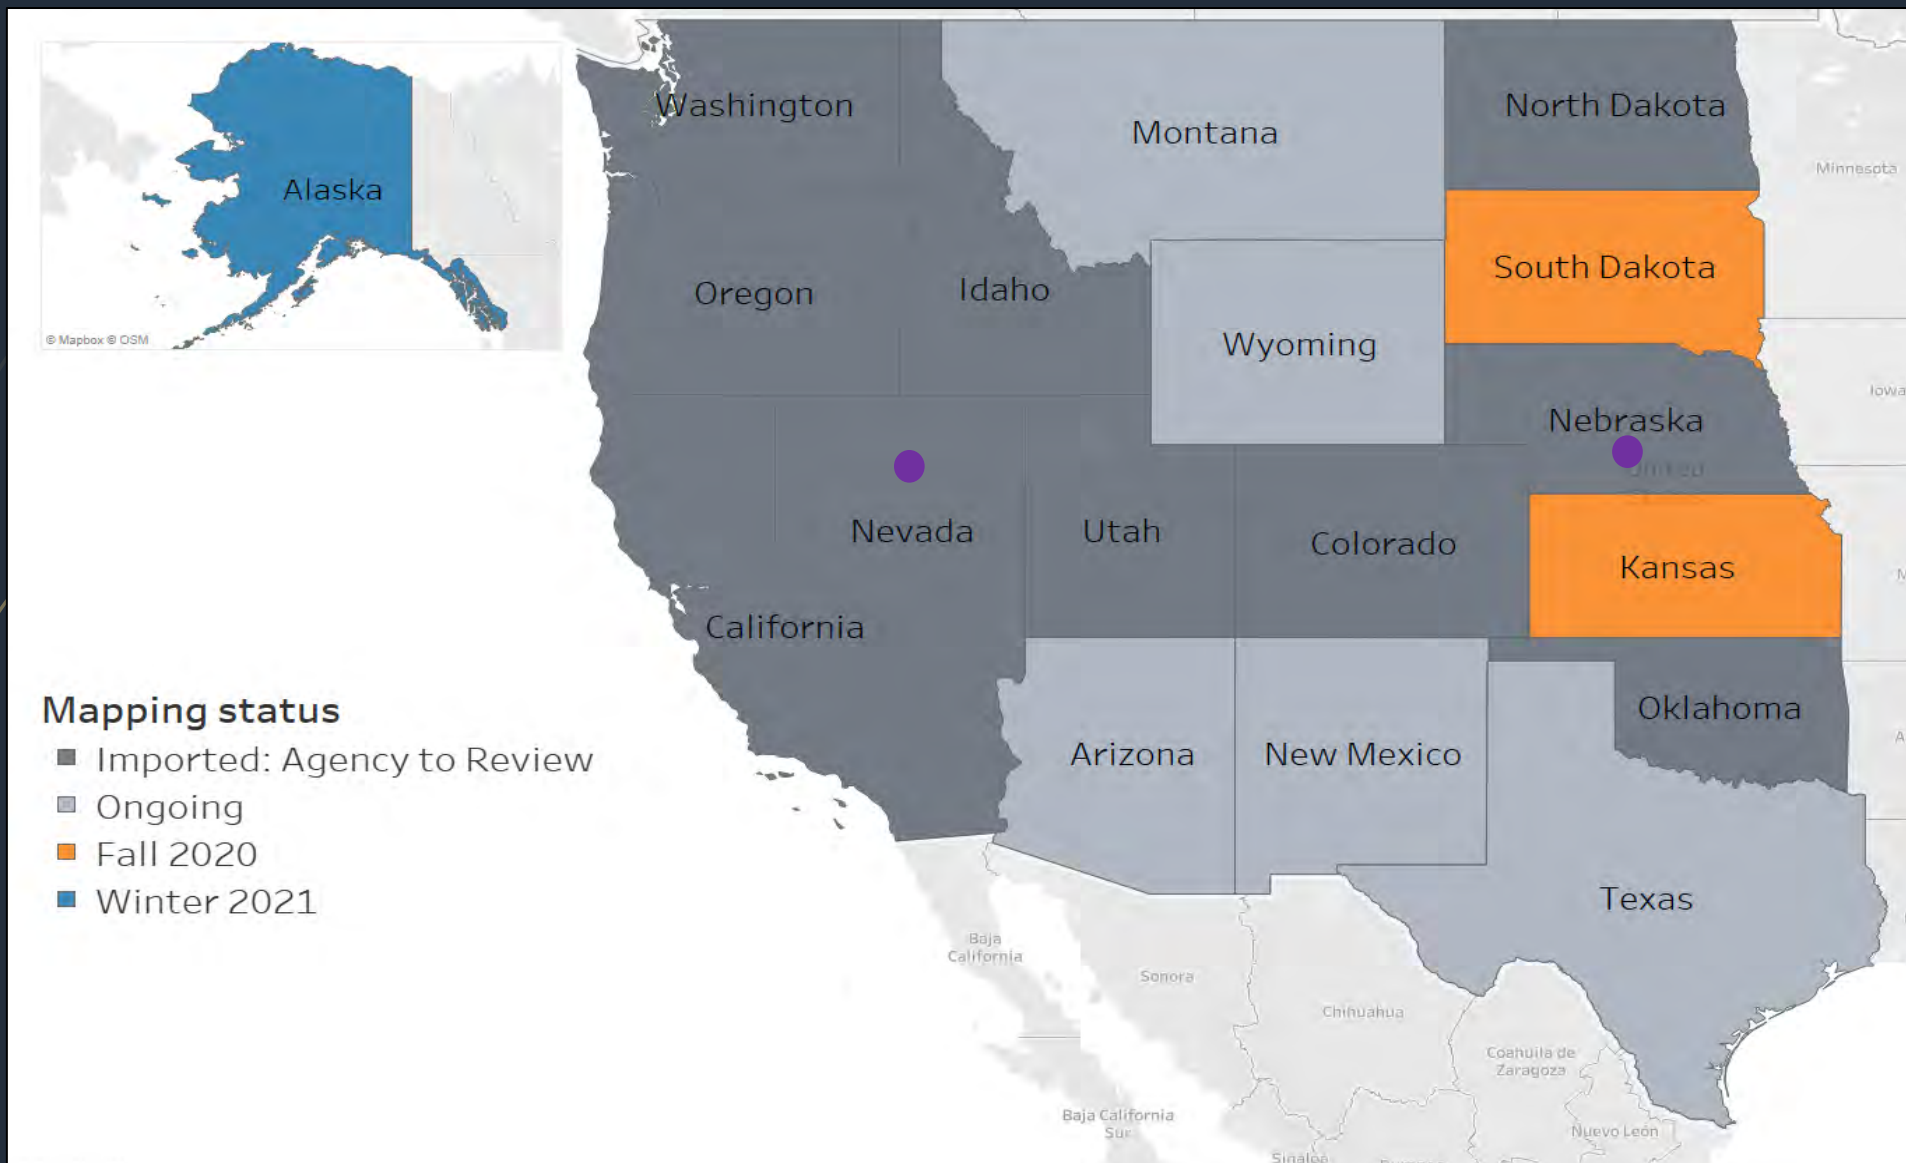 Washington
North Dakota
Montana
Minnesota
Alaska
South Dakota
Oregon
Idaho
© Mapbox © OSM
Wyoming
Iowa
Nebraska
United
Nevada
Utah
Colorado
Kansas
California
Mapping status
Imported: Agency to Review
Ongoing
Fall 2020
Winter 2021
Oklahoma
Arizona
New Mexico
Texas
Baja
California
Sonora
Chihuahua
Coahuila de
Zaragoza
Baja California
Sur
Nuevo León
Sinaloa